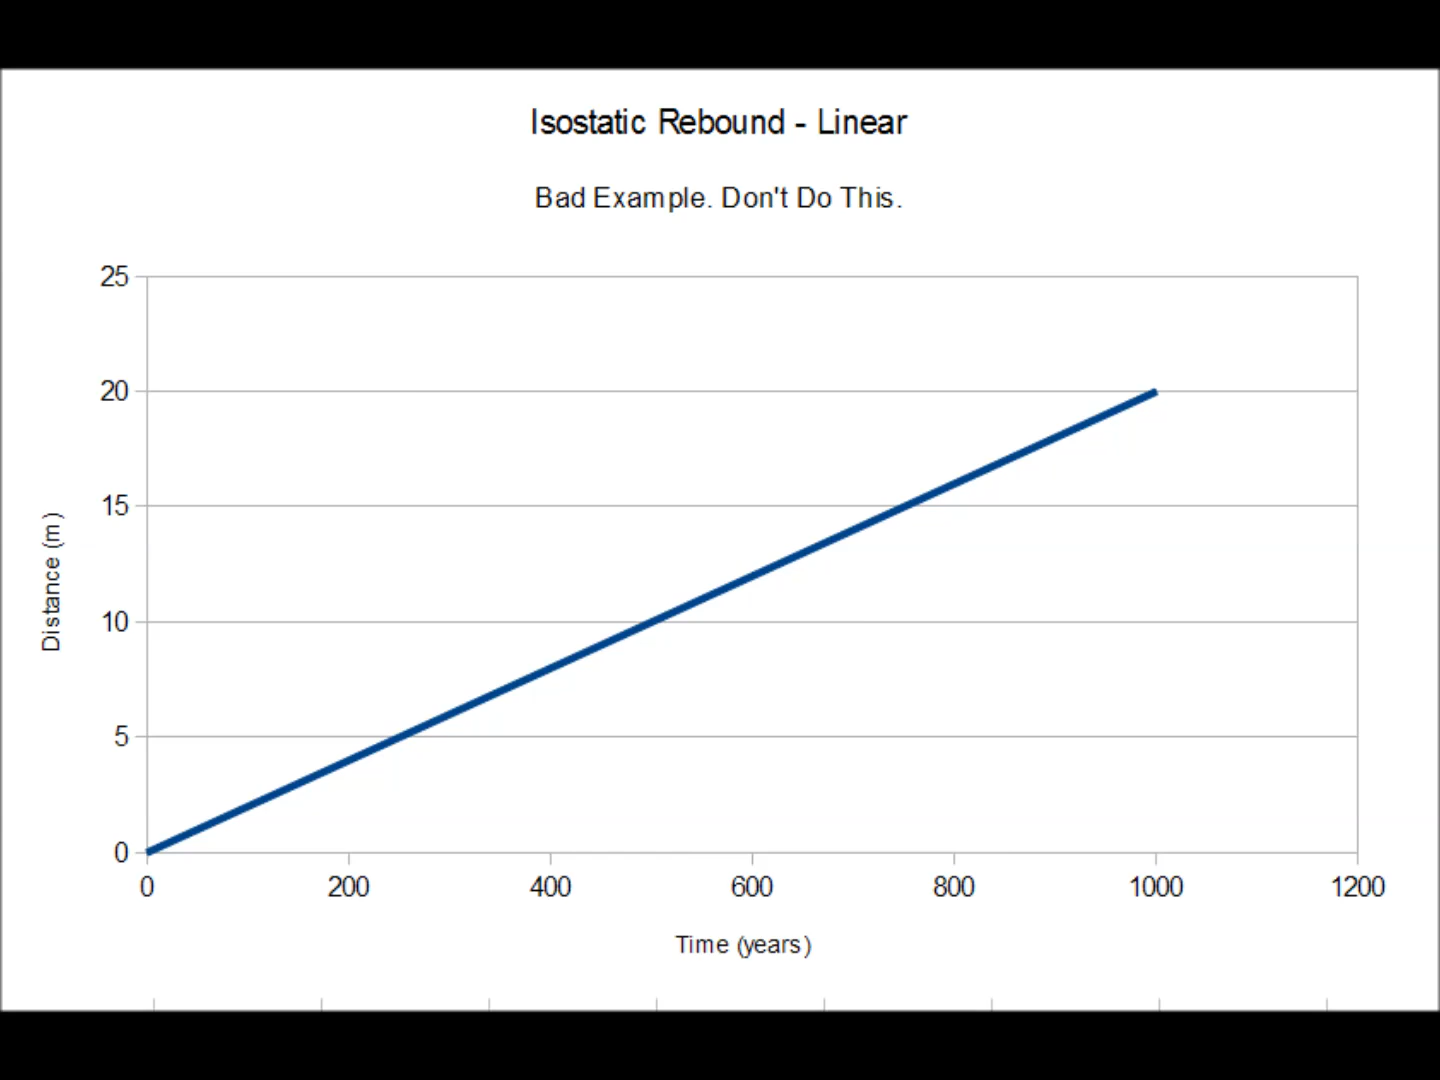 Isostatic Rebound - Linear
Bad Example. Don't Do This.
25
20
15
10
5
0
Distance (m)
0 200 400 600 800 1000 1200
Time (years)